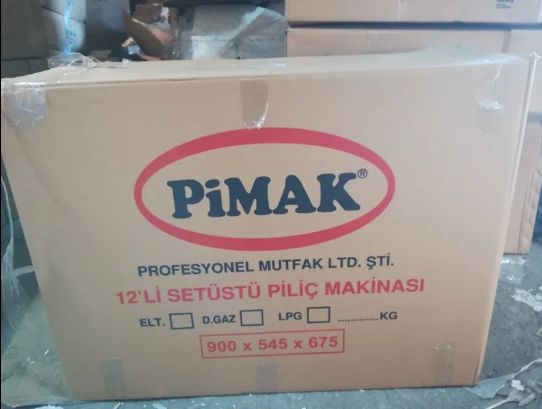 PiMAK®
PROFESYONEL MUTFAK LTD. ŞTİ.
12'Lİ SETÜSTÜ PİLİÇ MAKİNASI
ELT. D.GAZ LPG .............KG
900 x 545 x 675